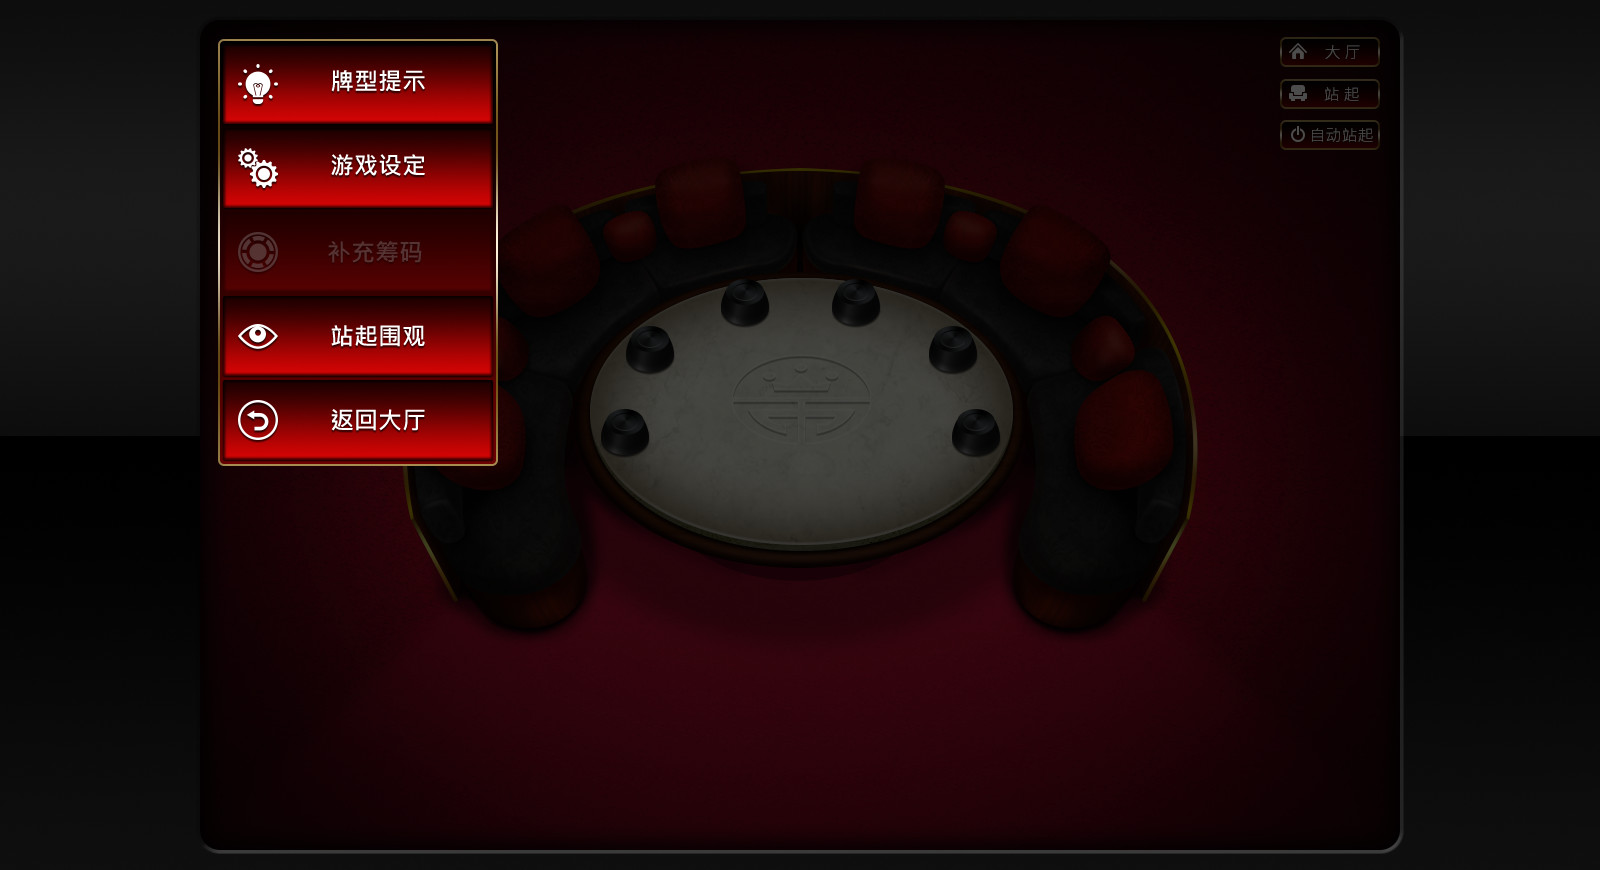 牌型提示
游戏设定
补充筹码
站起围观
返回大厅
大厅
站起
自动站起